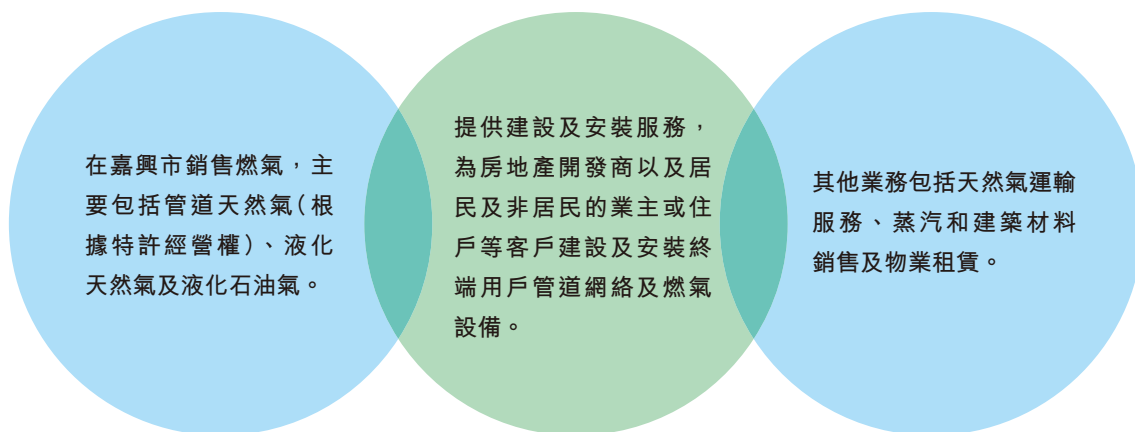 在嘉興市銷售燃氣，主
要包括管道天然氣（根
據特許經營權）、液化
天然氣及液化石油氣。
提供建設及安裝服務，
為房地產開發商以及居
民及非居民的業主或住
戶等客戶建設及安裝終
端用戶管道網絡及燃氣
設備。
其他業務包括天然氣運輸
服務、蒸汽和建築材料
銷售及物業租賃。